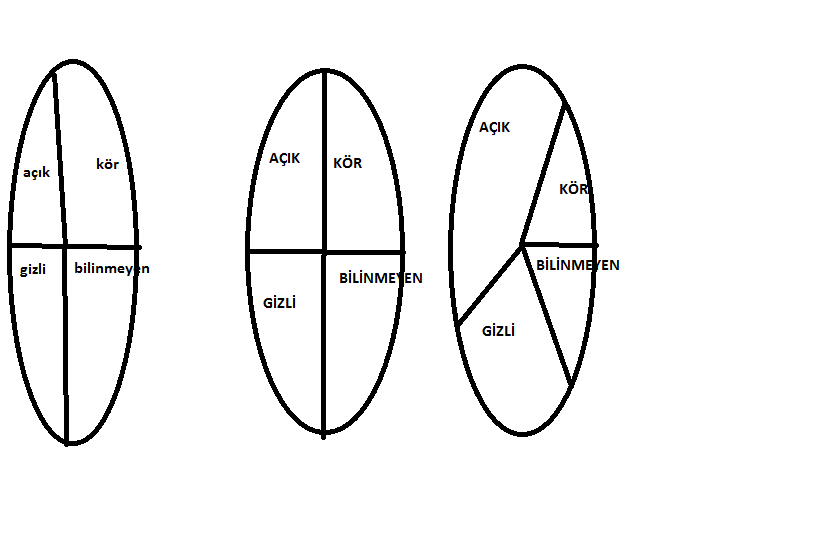 açık
kör
gizli
bilinmeyen
AÇIK
KÖR
GİZLİ
BİLİNMEYEN
AÇIK
KÖR
GİZLİ
BİLİNMEYEN